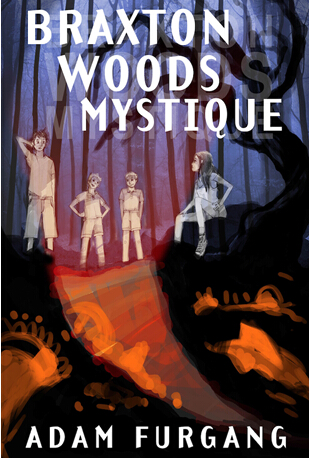 BRAXTON
WOODS
MYSTIQUE
ADAM FURGANG